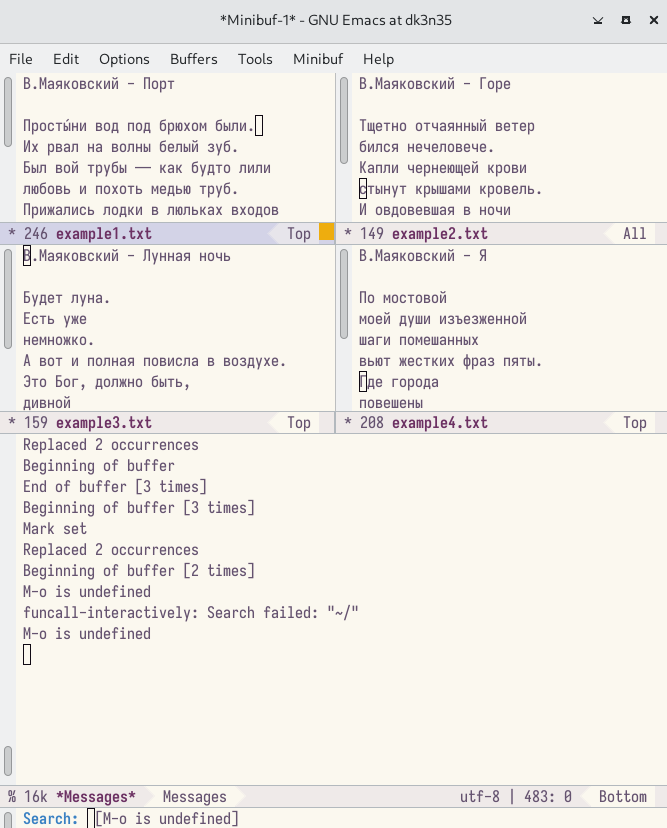 *Minibuf-1* - GNU Emacs at dk3n35
File Edit Options Buffers Tools Minibuf Help
В.Маяковский - Порт
Просты́ни вод под брюхом были.
Их рвал на волны белый зуб.
Был вой трубы — как будто лили
любовь и похоть медью труб.
Прижались лодки в люльках входов
* 246 example1.txt Top
В.Маяковский - Горе
Тщетно отчаянный ветер
бился нечеловече.
Капли чернеющей крови
стынут крышами кровель.
И овдовевшая в ночи
* 149 example2.txt All
В.Маяковский - Лунная ночь
Будет луна.
Есть уже
немножко.
А вот и полная повисла в воздухе.
Это Бог, должно быть,
дивной
* 159 example3.txt Top
В.Маяковский - Я
По мостовой
моей души изъезженной
шаги помешанных
вьют жестких фраз пяты.
Где города
повешены
* 208 example4.txt Top
Replaced 2 occurrences
Beginning of buffer
End of buffer [3 times]
Beginning of buffer [3 times]
Mark set
Replaced 2 occurrences
Beginning of buffer [2 times]
M-o is undefined
funcall-interactively: Search failed: "~/"
M-o is undefined
% 16k *Messages* Messages utf-8 | 483: 0 Bottom
Search: [M-o is undefined]